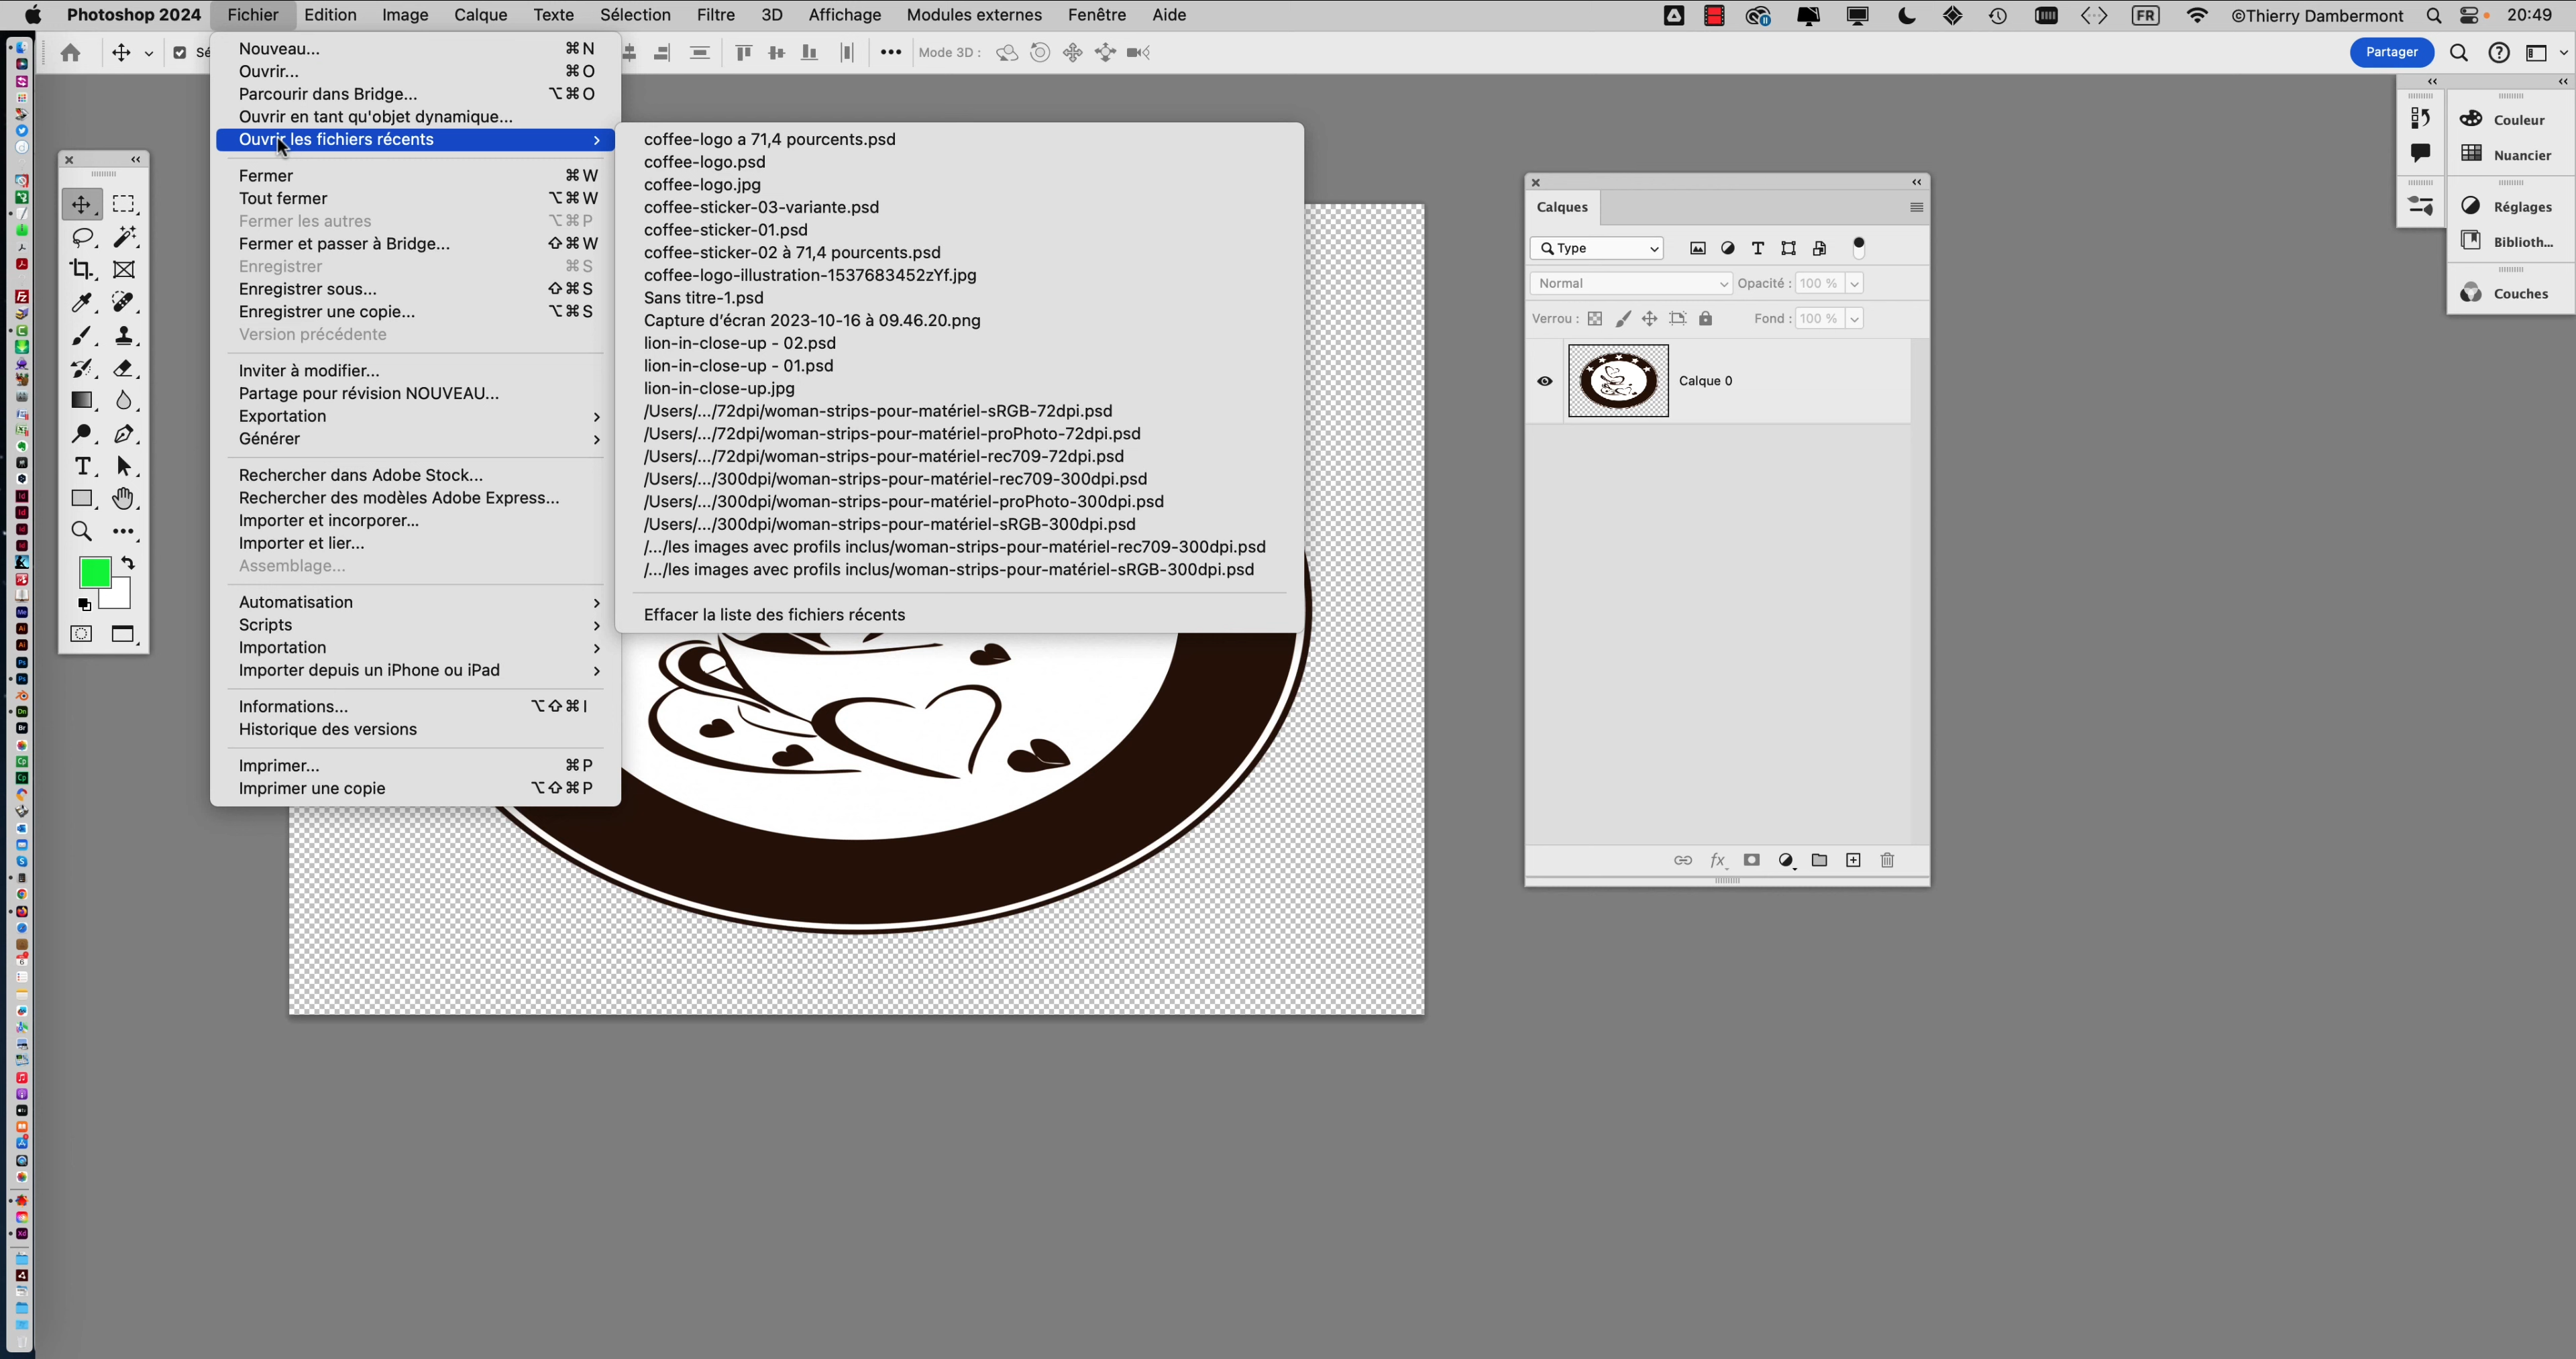 Photoshop 2024 Fichier Edition Image Calque Texte Sélection Filtre 3D Affichage Modules externes Fenêtre Aide FR ©Thierry Dambermont 20:49
Sé Mode 3D : Partager
Nouveau... ⌘N
Ouvrir... ⌘O
Parcourir dans Bridge... ⌥⌘O
Ouvrir en tant qu'objet dynamique...
Ouvrir les fichiers récents
Fermer ⌘W
Tout fermer ⌥⌘W
Fermer les autres ⌥⌘P
Fermer et passer à Bridge... ⇧⌘W
Enregistrer ⌘S
Enregistrer sous... ⇧⌘S
Enregistrer une copie... ⌥⌘S
Version précédente
Inviter à modifier...
Partage pour révision NOUVEAU...
Exportation
Générer
Rechercher dans Adobe Stock...
Rechercher des modèles Adobe Express...
Importer et incorporer...
Importer et lier...
Assemblage...
Automatisation
Scripts
Importation
Importer depuis un iPhone ou iPad
Informations... ⌥⇧⌘I
Historique des versions
Imprimer... ⌘P
Imprimer une copie ⌥⇧⌘P
coffee-logo a 71,4 pourcents.psd
coffee-logo.psd
coffee-logo.jpg
coffee-sticker-03-variante.psd
coffee-sticker-01.psd
coffee-sticker-02 à 71,4 pourcents.psd
coffee-logo-illustration-1537683452zYf.jpg
Sans titre-1.psd
Capture d'écran 2023-10-16 à 09.46.20.png
lion-in-close-up - 02.psd
lion-in-close-up - 01.psd
lion-in-close-up.jpg
/Users/.../72dpi/woman-strips-pour-matériel-sRGB-72dpi.psd
/Users/.../72dpi/woman-strips-pour-matériel-proPhoto-72dpi.psd
/Users/.../72dpi/woman-strips-pour-matériel-rec709-72dpi.psd
/Users/.../300dpi/woman-strips-pour-matériel-rec709-300dpi.psd
/Users/.../300dpi/woman-strips-pour-matériel-proPhoto-300dpi.psd
/Users/.../300dpi/woman-strips-pour-matériel-sRGB-300dpi.psd
/.../les images avec profils inclus/woman-strips-pour-matériel-rec709-300dpi.psd
/.../les images avec profils inclus/woman-strips-pour-matériel-sRGB-300dpi.psd
Effacer la liste des fichiers récents
Calques
Type
Normal Opacité : 100 %
Verrou : Fond : 100 %
Calque 0
fx
Couleur
Nuancier
Réglages
Biblioth...
Couches